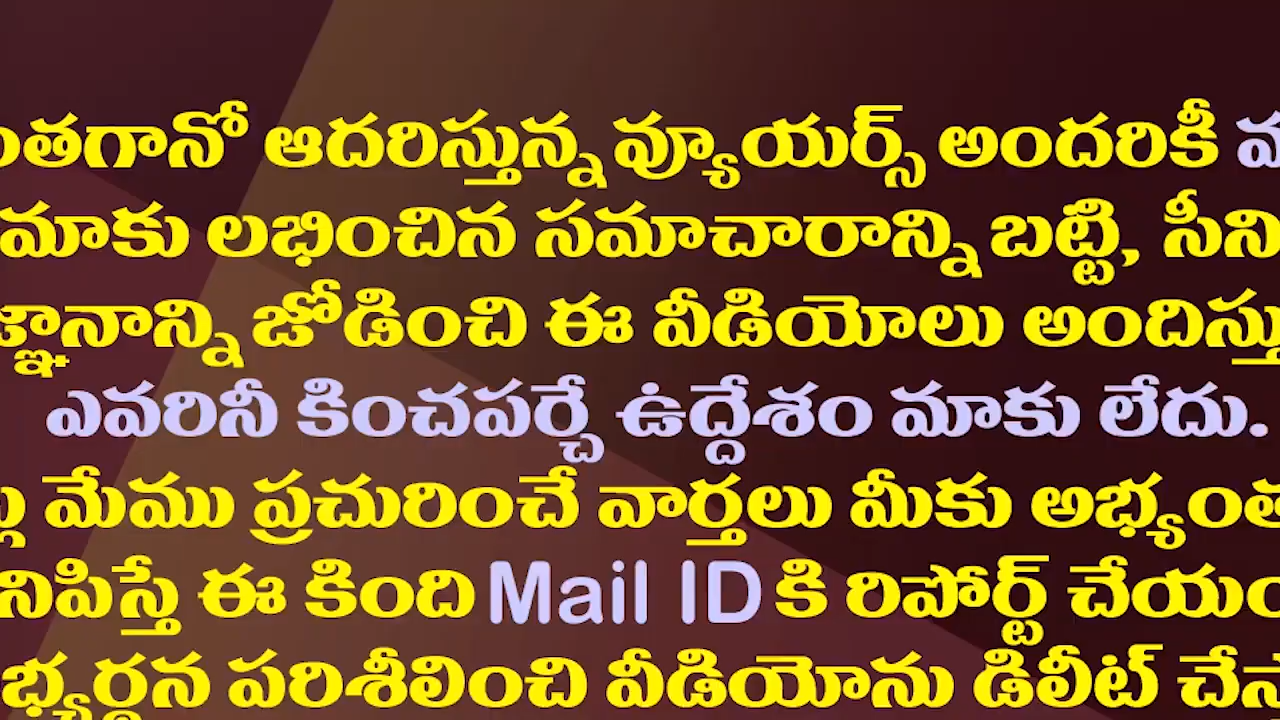 ంతగానో ఆదరిస్తున్న వ్యూయర్స్ అందరికీ
మాకు లభించిన సమాచారాన్ని బట్టి, సీని
జ్ఞానాన్ని జోడించి ఈ వీడియోలు అందిస్తు
ఎవరినీ కించపర్చే ఉద్దేశం మాకు లేదు.
మేము ప్రచురించే వార్తలు మీకు అభ్యంత
నిపిస్తే ఈ కింది Mail ID కి రిపోర్ట్ చేయం
భ్యర్థన పరిశీలించి వీడియోను డిలీట్ చేస